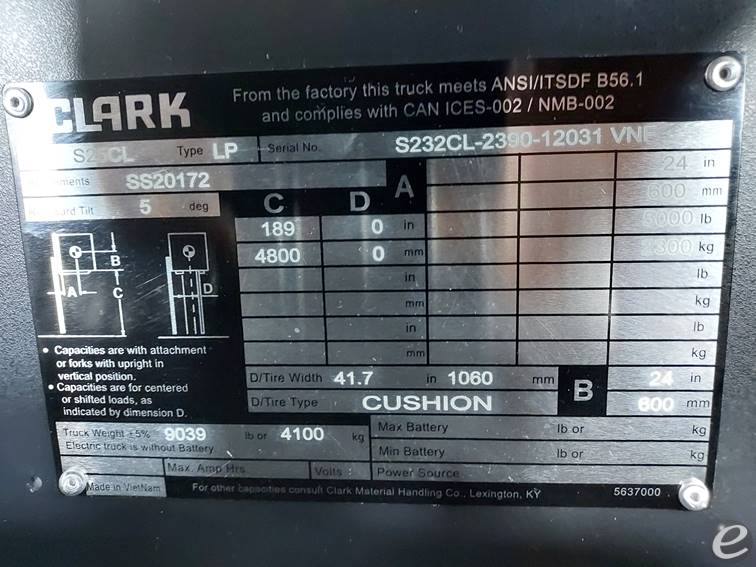 CLARK
From the factory this truck meets ANSI/ITSDF B56.1
and complies with CAN ICES-002 / NMB-002
Type LP Serial No. S232CL-2390-12031
SS20172
5 deg
A
24 in
600 mm
C D
189 0 in lb
4800 0 mm kg
in lb
mm kg
in lb
mm kg
B
A C
D
• Capacities are with attachment
or forks with upright in
vertical position.
• Capacities are for centered
or shifted loads, as
indicated by dimension D.
D/Tire Width 41.7 in 1060 mm
D/Tire Type CUSHION
B
24 in
600 mm
Truck Weight ±5% 9039 lb or 4100 kg
Electric truck is without Battery
Max Battery lb or kg
Min Battery lb or kg
Max. Amp Hrs. Volts Power Source
Made in VietNam
For other capacities consult Clark Material Handling Co., Lexington, KY 5637000
e